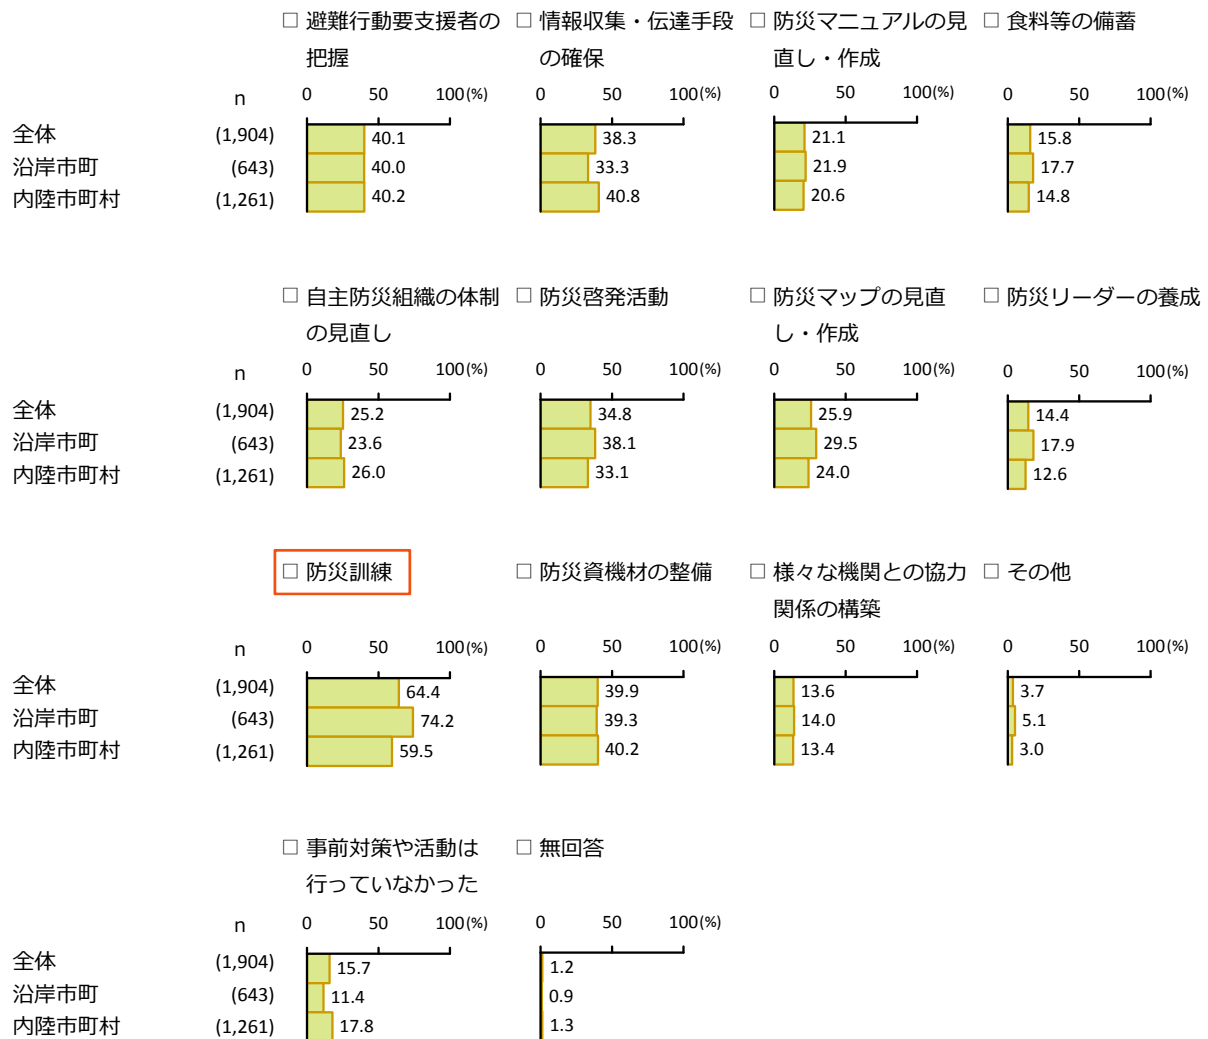 □ 避難行動要支援者の
把握
□ 情報収集・伝達手段
の確保
□ 防災マニュアルの見
直し・作成
□ 食料等の備蓄
n
0 50 100(%)
0 50 100(%)
0 50 100(%)
0 50 100(%)
全体 (1,904) 40.1 38.3 21.1 15.8
沿岸市町 (643) 40.0 33.3 21.9 17.7
内陸市町村 (1,261) 40.2 40.8 20.6 14.8
□ 自主防災組織の体制
の見直し
□ 防災啓発活動
□ 防災マップの見直
し・作成
□ 防災リーダーの養成
n
0 50 100(%)
0 50 100(%)
0 50 100(%)
0 50 100(%)
全体 (1,904) 25.2 34.8 25.9 14.4
沿岸市町 (643) 23.6 38.1 29.5 17.9
内陸市町村 (1,261) 26.0 33.1 24.0 12.6
□ 防災訓練
□ 防災資機材の整備
□ 様々な機関との協力
関係の構築
□ その他
n
0 50 100(%)
0 50 100(%)
0 50 100(%)
0 50 100(%)
全体 (1,904) 64.4 39.9 13.6 3.7
沿岸市町 (643) 74.2 39.3 14.0 5.1
内陸市町村 (1,261) 59.5 40.2 13.4 3.0
□ 事前対策や活動は
行っていなかった
□ 無回答
n
0 50 100(%)
0 50 100(%)
全体 (1,904) 15.7 1.2
沿岸市町 (643) 11.4 0.9
内陸市町村 (1,261) 17.8 1.3